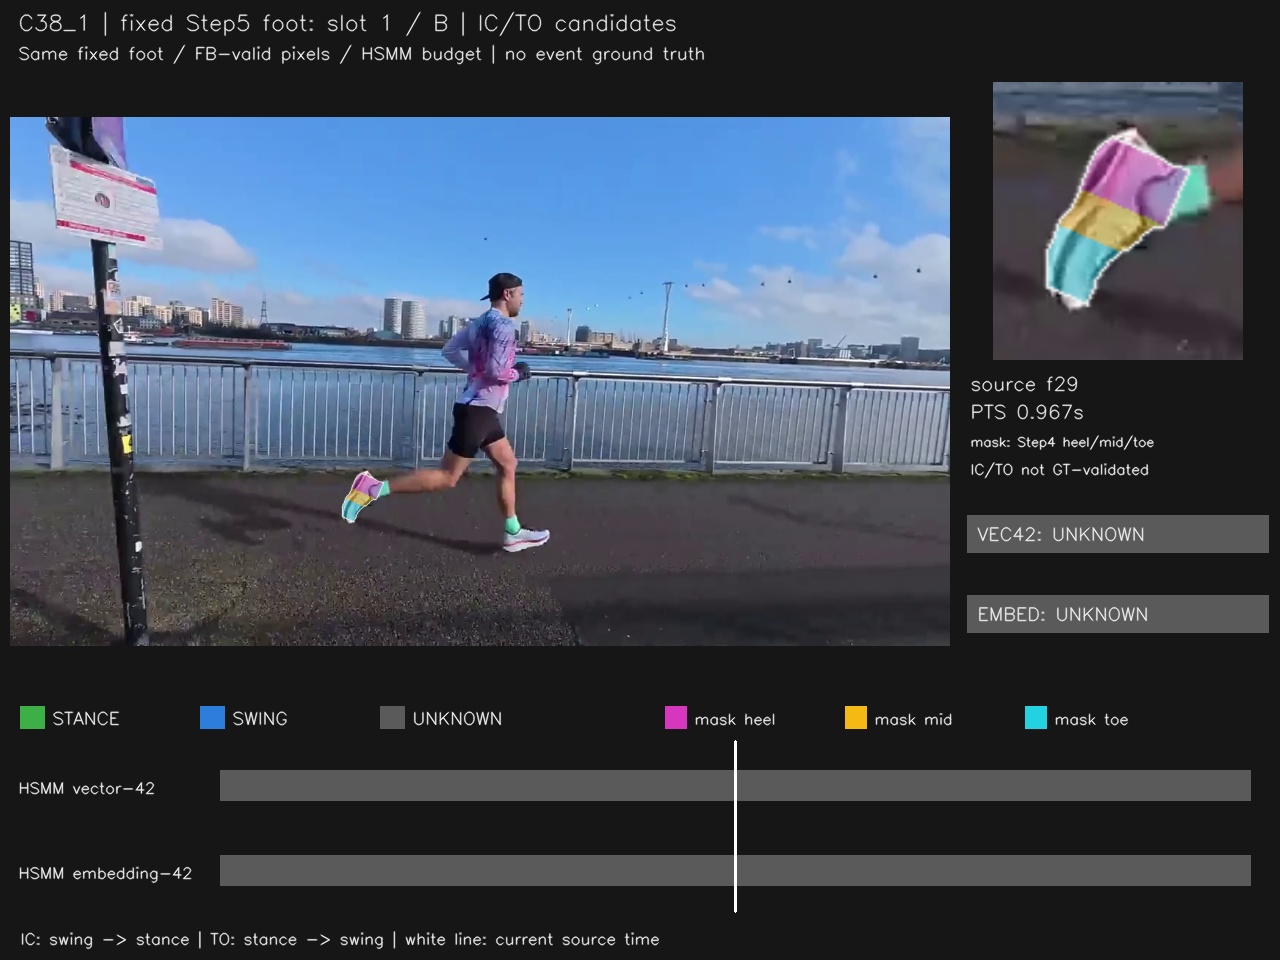 C38_1 | fixed Step5 foot: slot 1 / B | IC/TO candidates
Same fixed foot / FB-valid pixels / HSMM budget | no event ground truth
source f29
PTS 0.967s
mask: Step4 heel/mid/toe
IC/TO not GT-validated
VEC42: UNKNOWN
EMBED: UNKNOWN
STANCE
SWING
UNKNOWN
mask heel
mask mid
mask toe
HSMM vector-42
HSMM embedding-42
IC: swing -> stance | TO: stance -> swing | white line: current source time